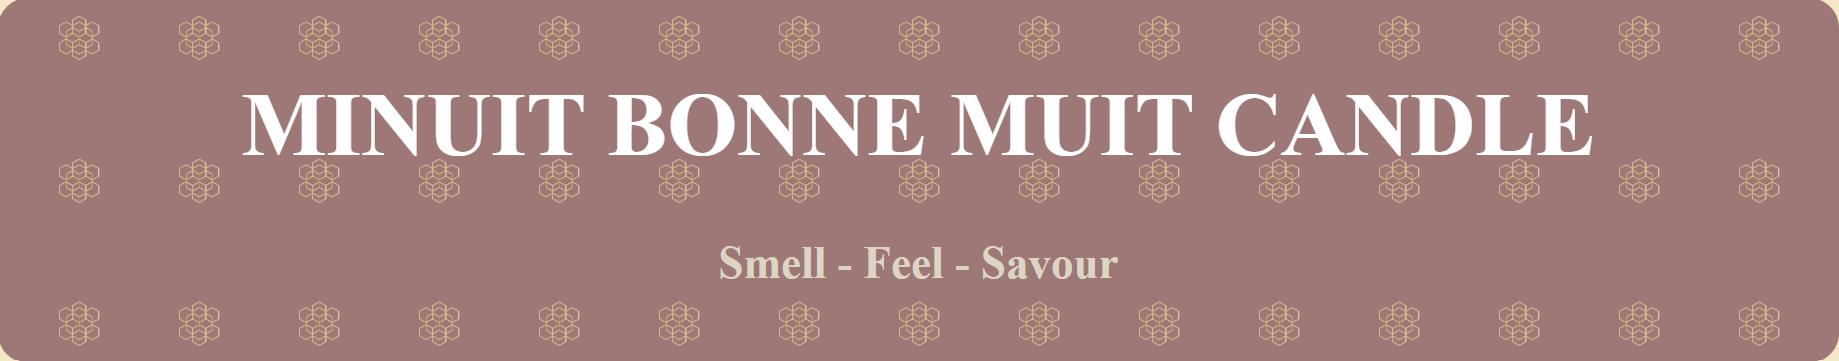 MINUIT BONNE MUIT CANDLE
Smell - Feel - Savour